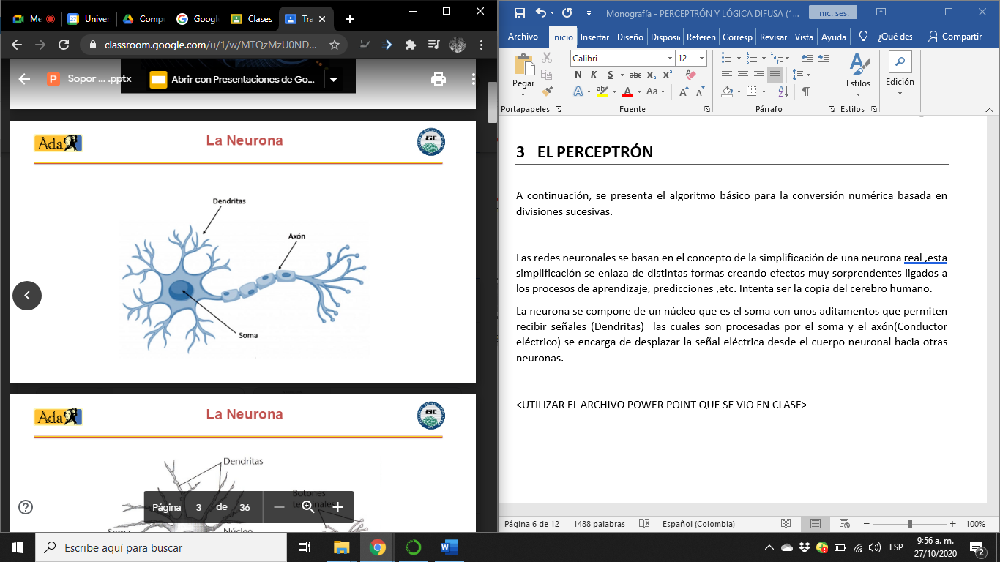 Me
Univer
Comp
Googl
Clases
Tra
classroom.google.com/u/1/w/MTQzMzU0ND...
Sopor ... .pptx
Abrir con Presentaciones de Go...
Ada
La Neurona
ISC
Dendritas
Axón
Soma
Ada
La Neurona
ISC
Dendritas
Botones
terminales
Soma
Núcleo
Página 3 de 36
Monografía - PERCEPTRÓN Y LÓGICA DIFUSA (1...
Inic. ses.
Archivo Inicio Insertar Diseño Disposi Referen Corresp Revisar Vista Ayuda ¿Qué des Compartir
Calibri 12
Pegar
N K S abc x2 x2
A aby A Aa A A
Estilos
Edición
Portapapeles Fuente Párrafo Estilos
3 EL PERCEPTRÓN
A continuación, se presenta el algoritmo básico para la conversión numérica basada en
divisiones sucesivas.
Las redes neuronales se basan en el concepto de la simplificación de una neurona real ,esta
simplificación se enlaza de distintas formas creando efectos muy sorprendentes ligados a
los procesos de aprendizaje, predicciones ,etc. Intenta ser la copia del cerebro humano.
La neurona se compone de un núcleo que es el soma con unos aditamentos que permiten
recibir señales (Dendritas)  las cuales son procesadas por el soma y el axón(Conductor
eléctrico) se encarga de desplazar la señal eléctrica desde el cuerpo neuronal hacia otras
neuronas.
<UTILIZAR EL ARCHIVO POWER POINT QUE SE VIO EN CLASE>
Página 6 de 12 1488 palabras Español (Colombia) 100%
Escribe aquí para buscar
ESP
9:56 a. m.
27/10/2020
2